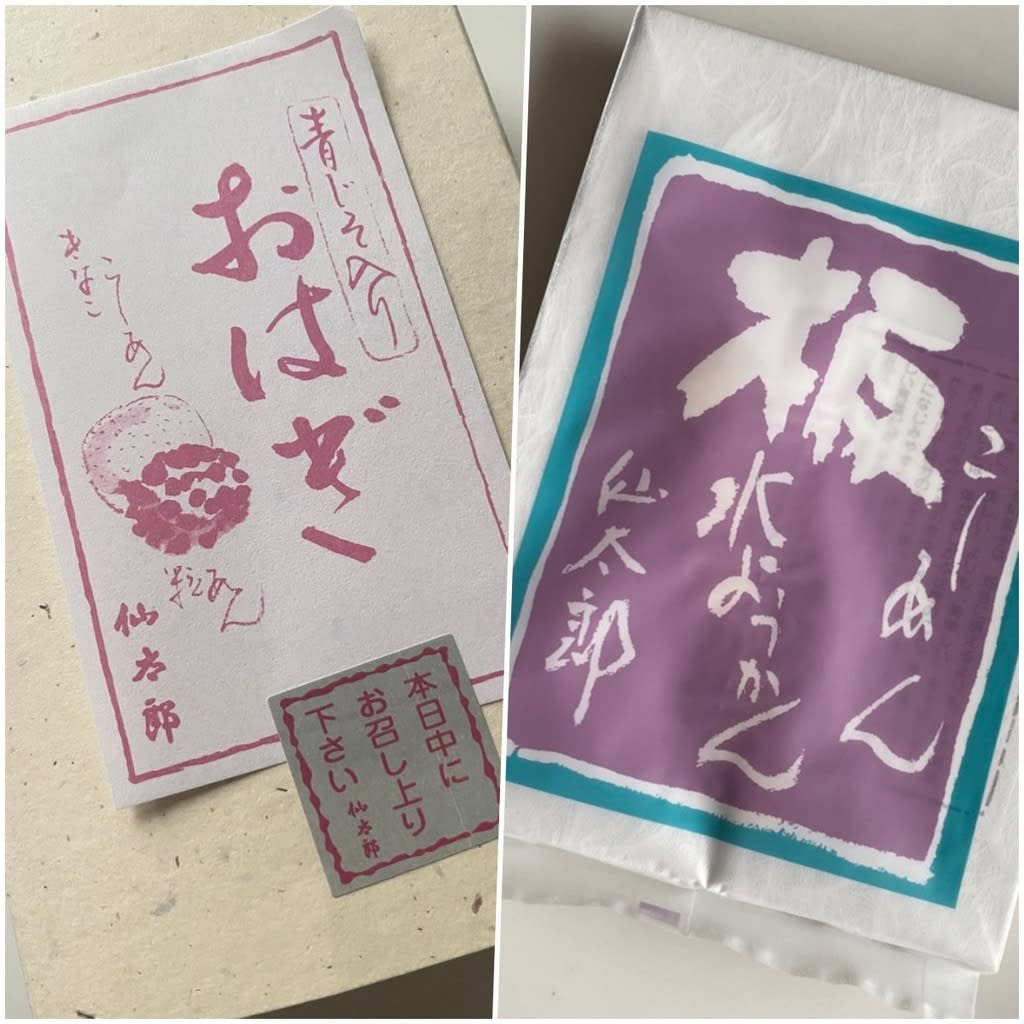 青じそ入り
おはぎ
こしあん
きなこ
粒あん
仙太郎
本日中に
お召し上り
下さい
仙太郎
板
こしあん
水ようかん
仙太郎